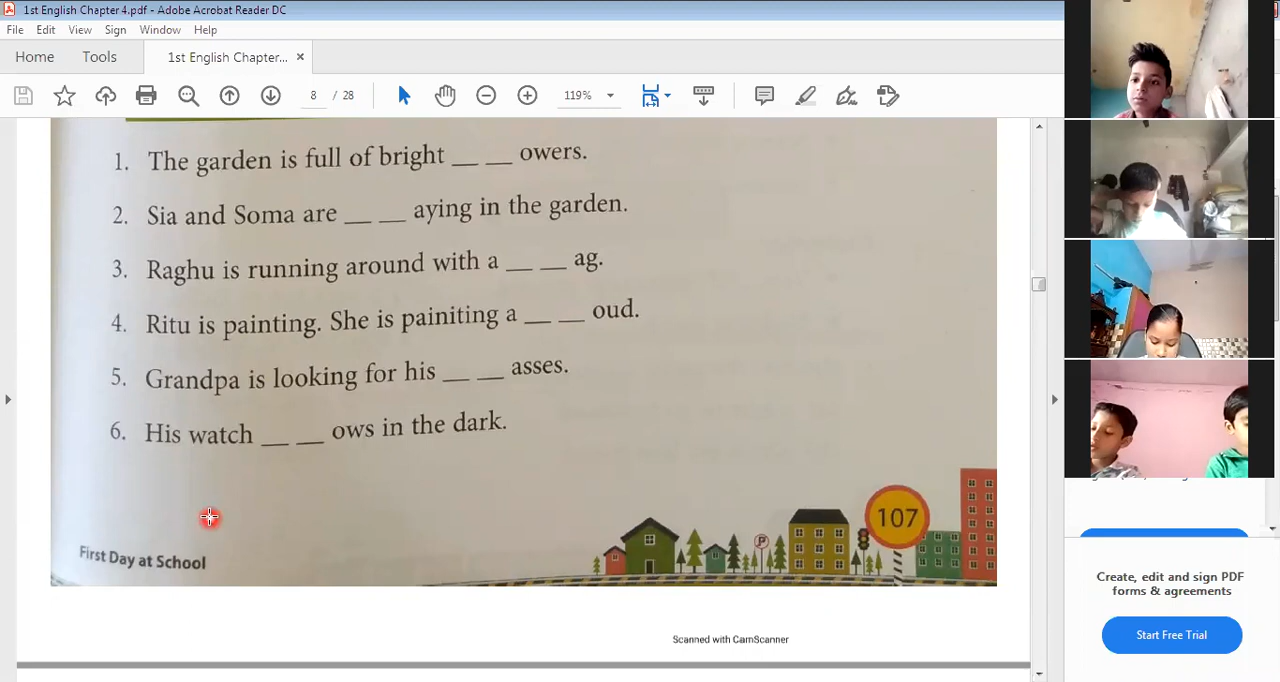 1st English Chapter 4.pdf - Adobe Acrobat Reader DC
File Edit View Sign Window Help
Home Tools 1st English Chapter... ×
8 / 28 119%
1. The garden is full of bright __ __ owers.
2. Sia and Soma are __ __ aying in the garden.
3. Raghu is running around with a __ __ ag.
4. Ritu is painting. She is painiting a __ __ oud.
5. Grandpa is looking for his __ __ asses.
6. His watch __ __ ows in the dark.
P
107
First Day at School
Scanned with CamScanner
Create, edit and sign PDF
forms & agreements
Start Free Trial